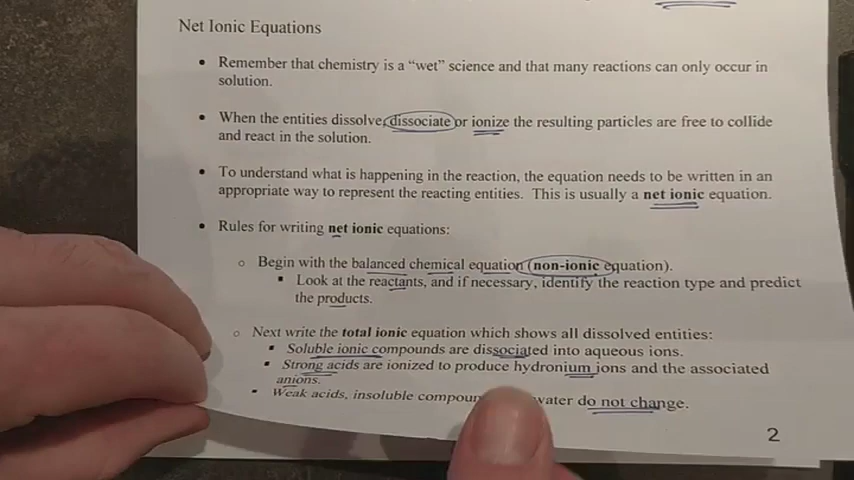 Net Ionic Equations
• Remember that chemistry is a "wet" science and that many reactions can only occur in
solution.
• When the entities dissolve, dissociate or ionize the resulting particles are free to collide
and react in the solution.
• To understand what is happening in the reaction, the equation needs to be written in an
appropriate way to represent the reacting entities. This is usually a net ionic equation.
• Rules for writing net ionic equations:
o Begin with the balanced chemical equation (non-ionic equation).
▪ Look at the reactants, and if necessary, identify the reaction type and predict
the products.
o Next write the total ionic equation which shows all dissolved entities:
▪ Soluble ionic compounds are dissociated into aqueous ions.
▪ Strong acids are ionized to produce hydronium ions and the associated
anions.
▪ Weak acids, insoluble water do not change.
2